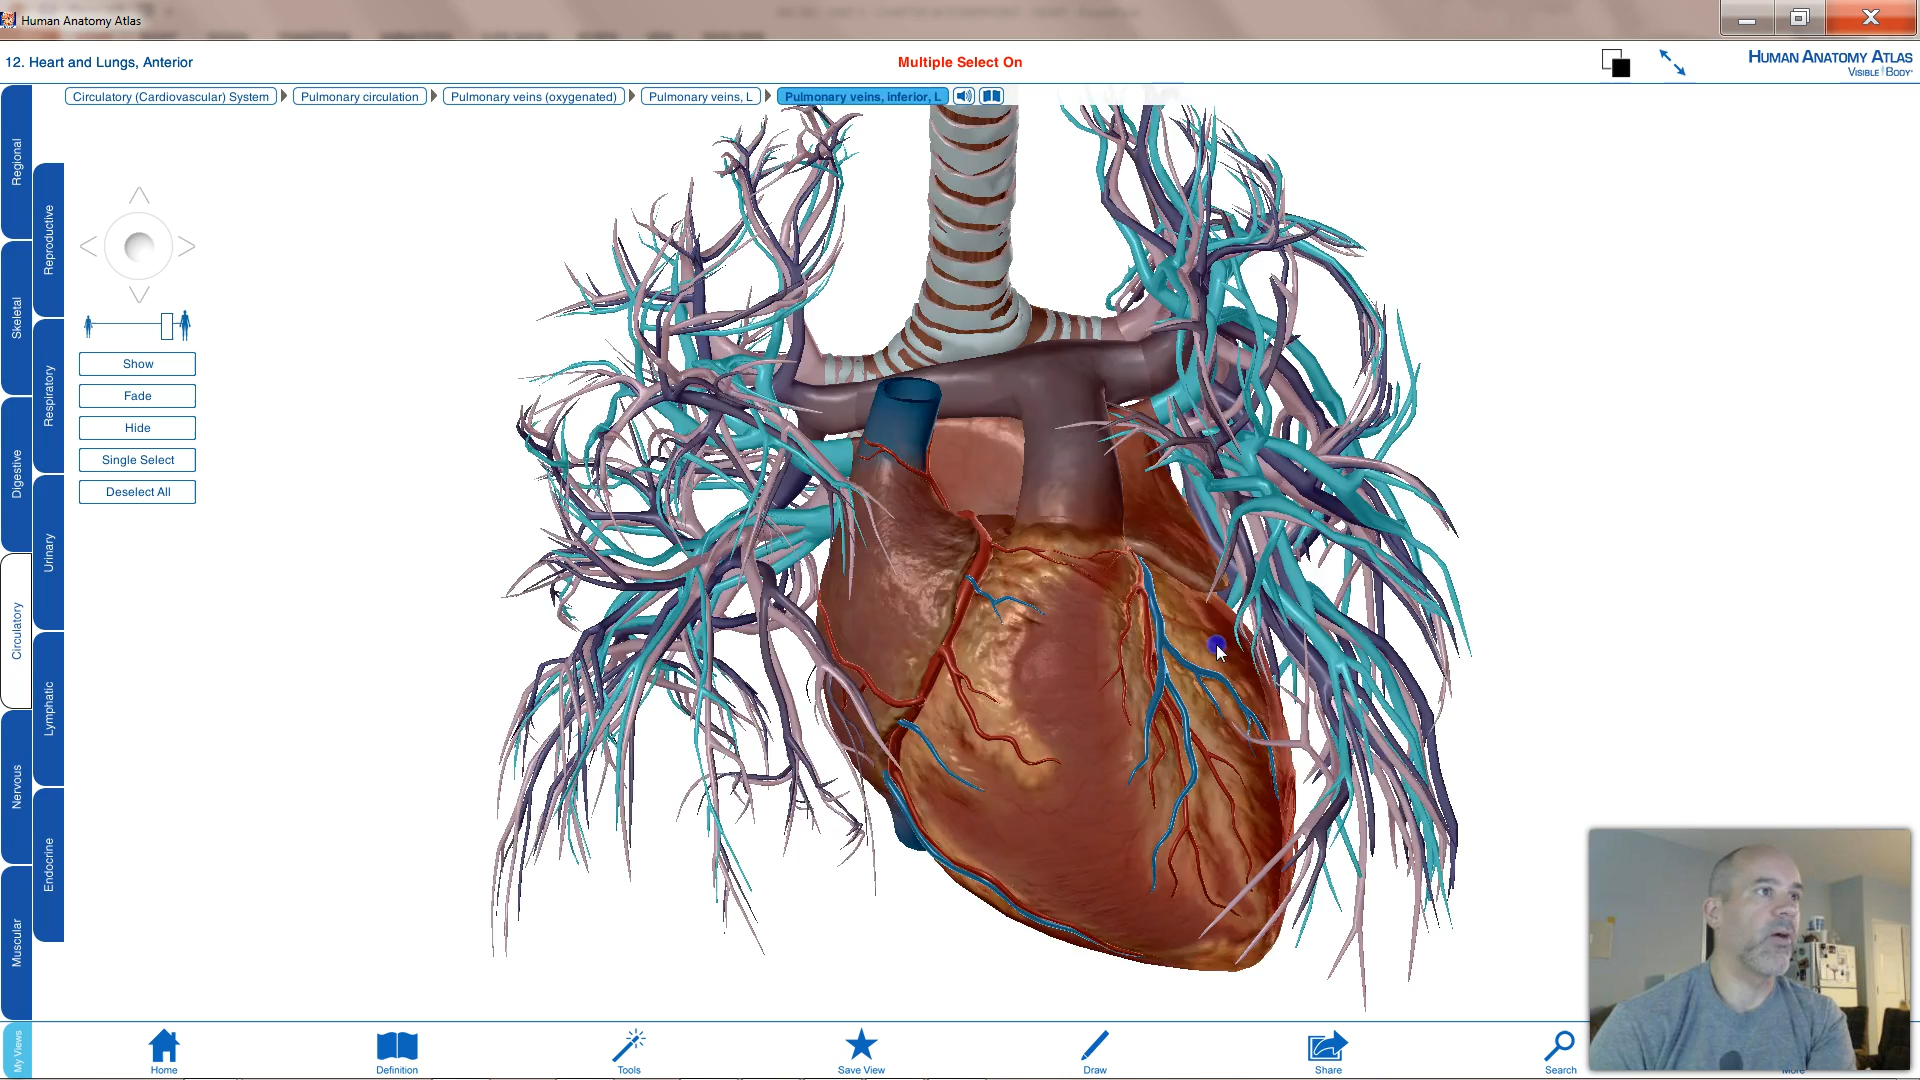 Human Anatomy Atlas
12. Heart and Lungs, Anterior
Multiple Select On
HUMAN ANATOMY ATLAS
VISIBLE BODY®
Circulatory (Cardiovascular) System
Pulmonary circulation
Pulmonary veins (oxygenated)
Pulmonary veins, L
Pulmonary veins, inferior, L
Regional
Skeletal
Digestive
Circulatory
Nervous
Muscular
My Views
Reproductive
Respiratory
Urinary
Lymphatic
Endocrine
Show
Fade
Hide
Single Select
Deselect All
Home
Definition
Tools
Save View
Draw
Share
Search
More